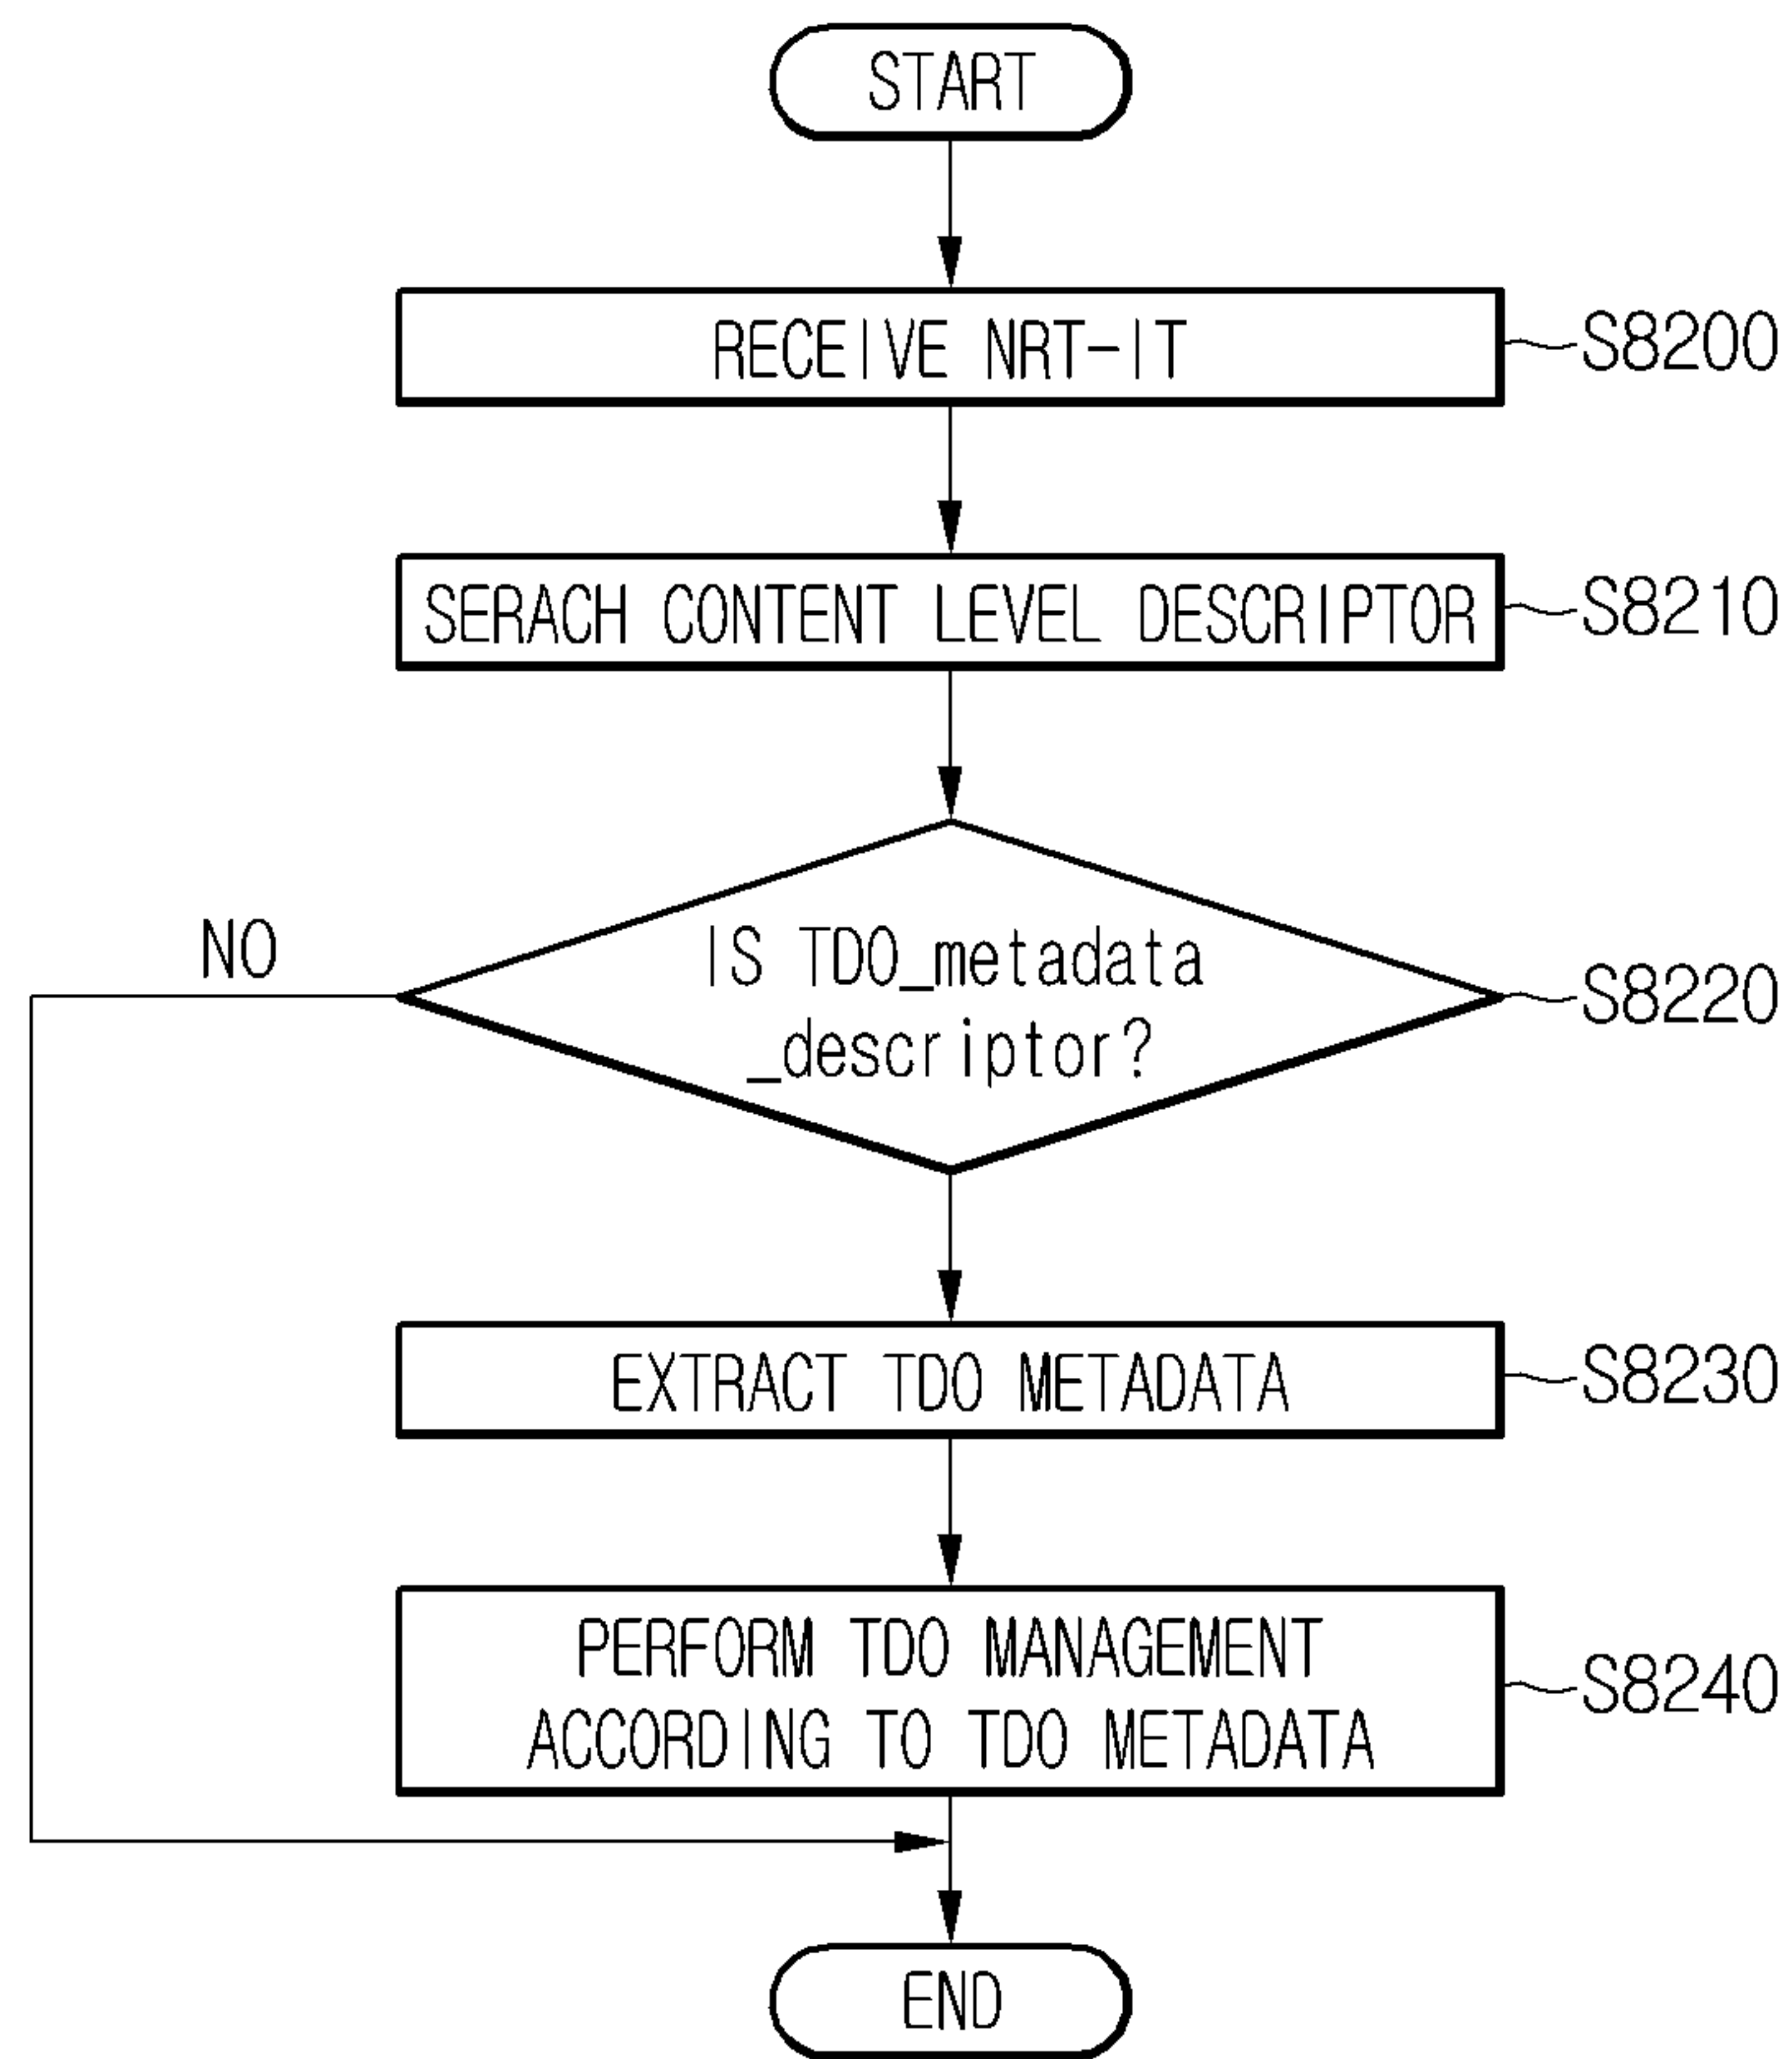 START
RECEIVE NRT-IT
S8200
SERACH CONTENT LEVEL DESCRIPTOR
S8210
NO
IS TDO_metadata
_descriptor?
S8220
EXTRACT TDO METADATA
S8230
PERFORM TDO MANAGEMENT
ACCORDING TO TDO METADATA
S8240
END